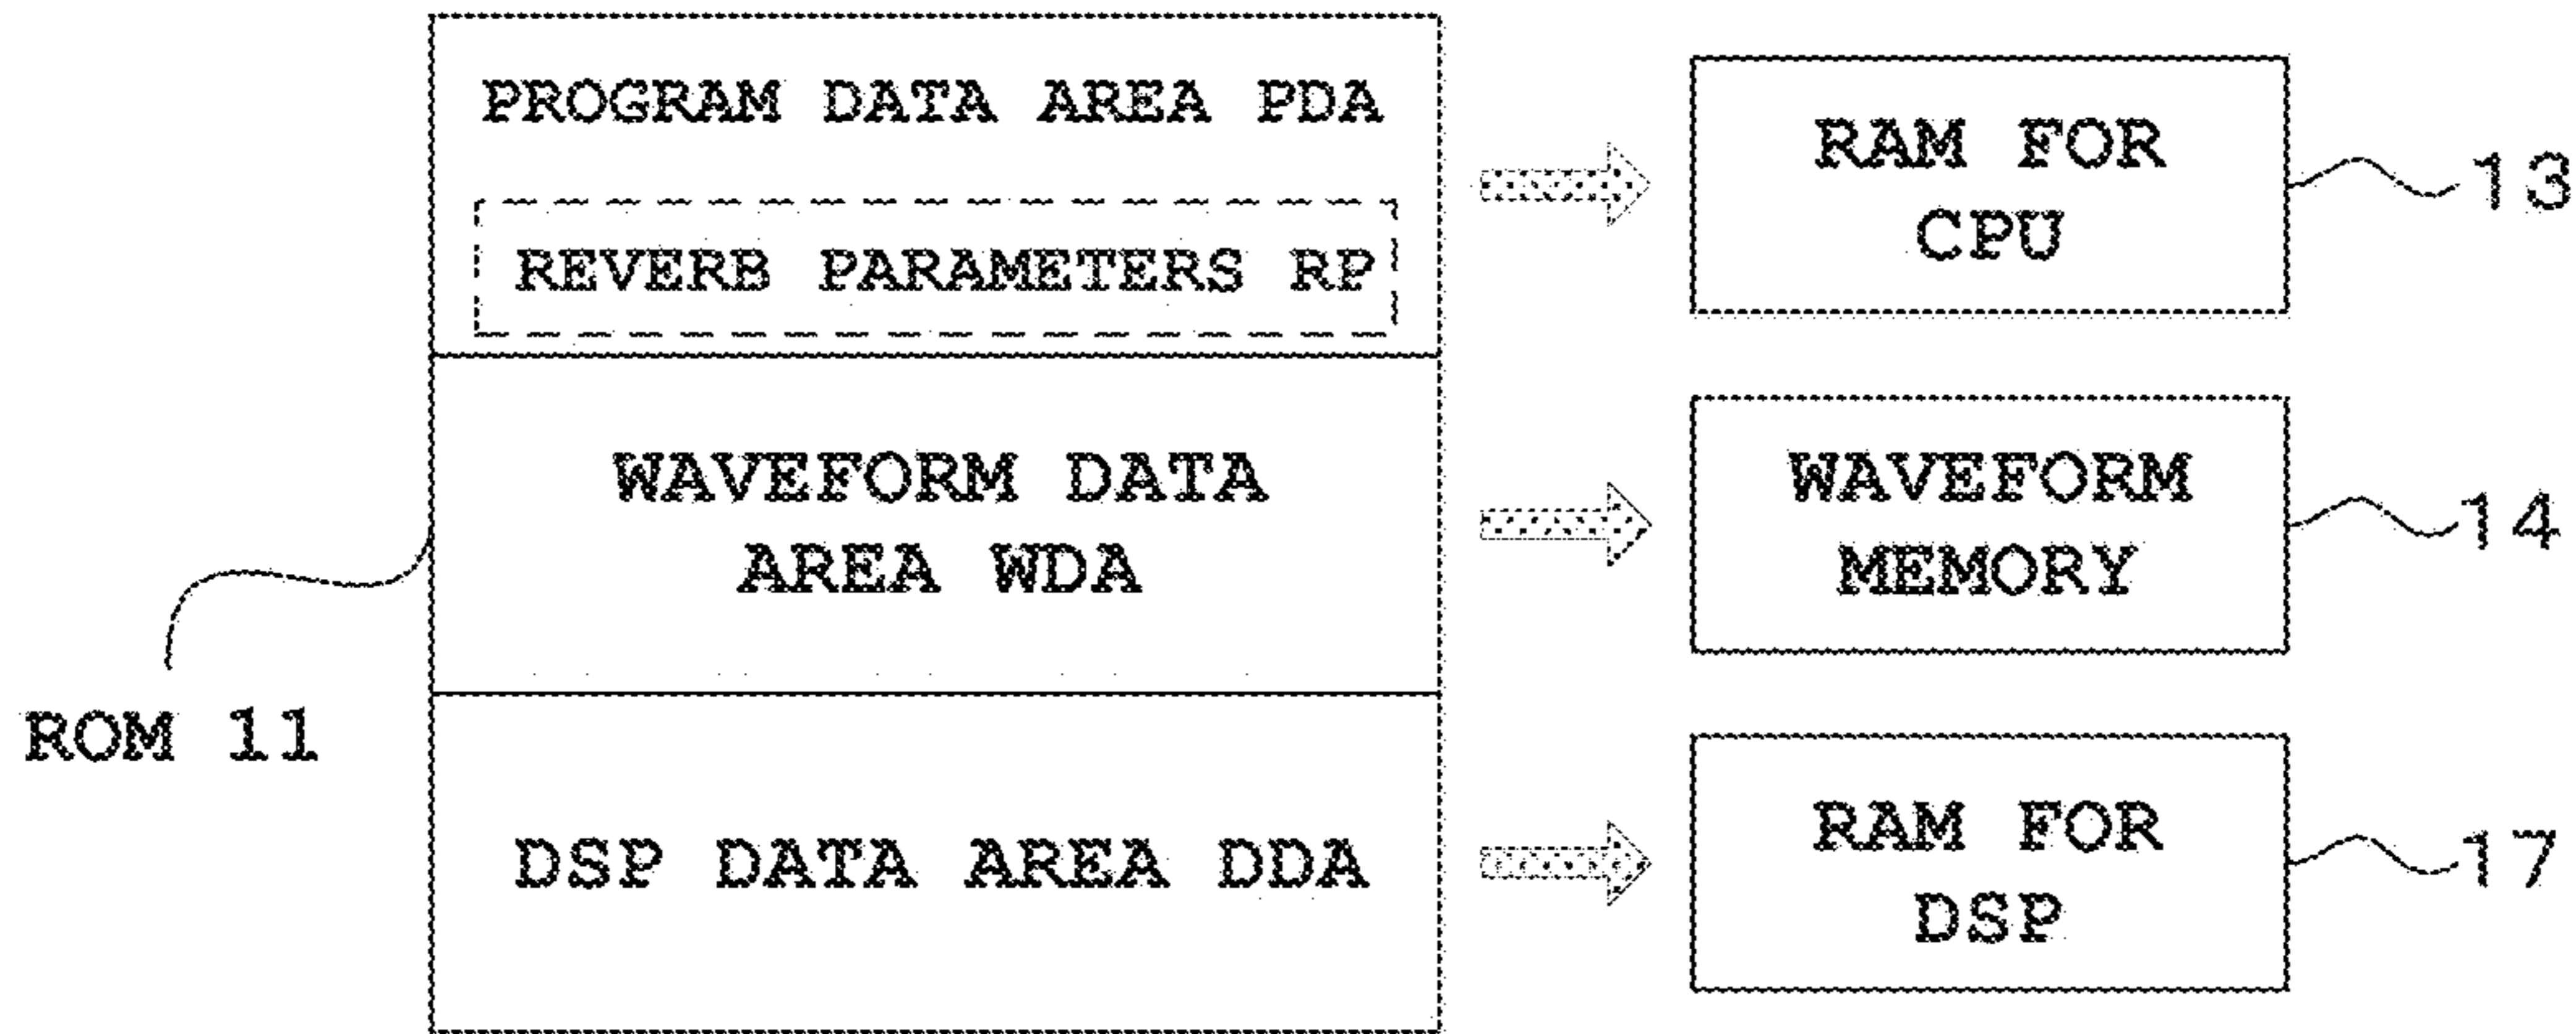 PROGRAM DATA AREA PDA
REVERB PARAMETERS RP
WAVEFORM DATA
AREA WDA
DSP DATA AREA DDA
ROM 11
RAM FOR
CPU
13
WAVEFORM
MEMORY
14
RAM FOR
DSP
17